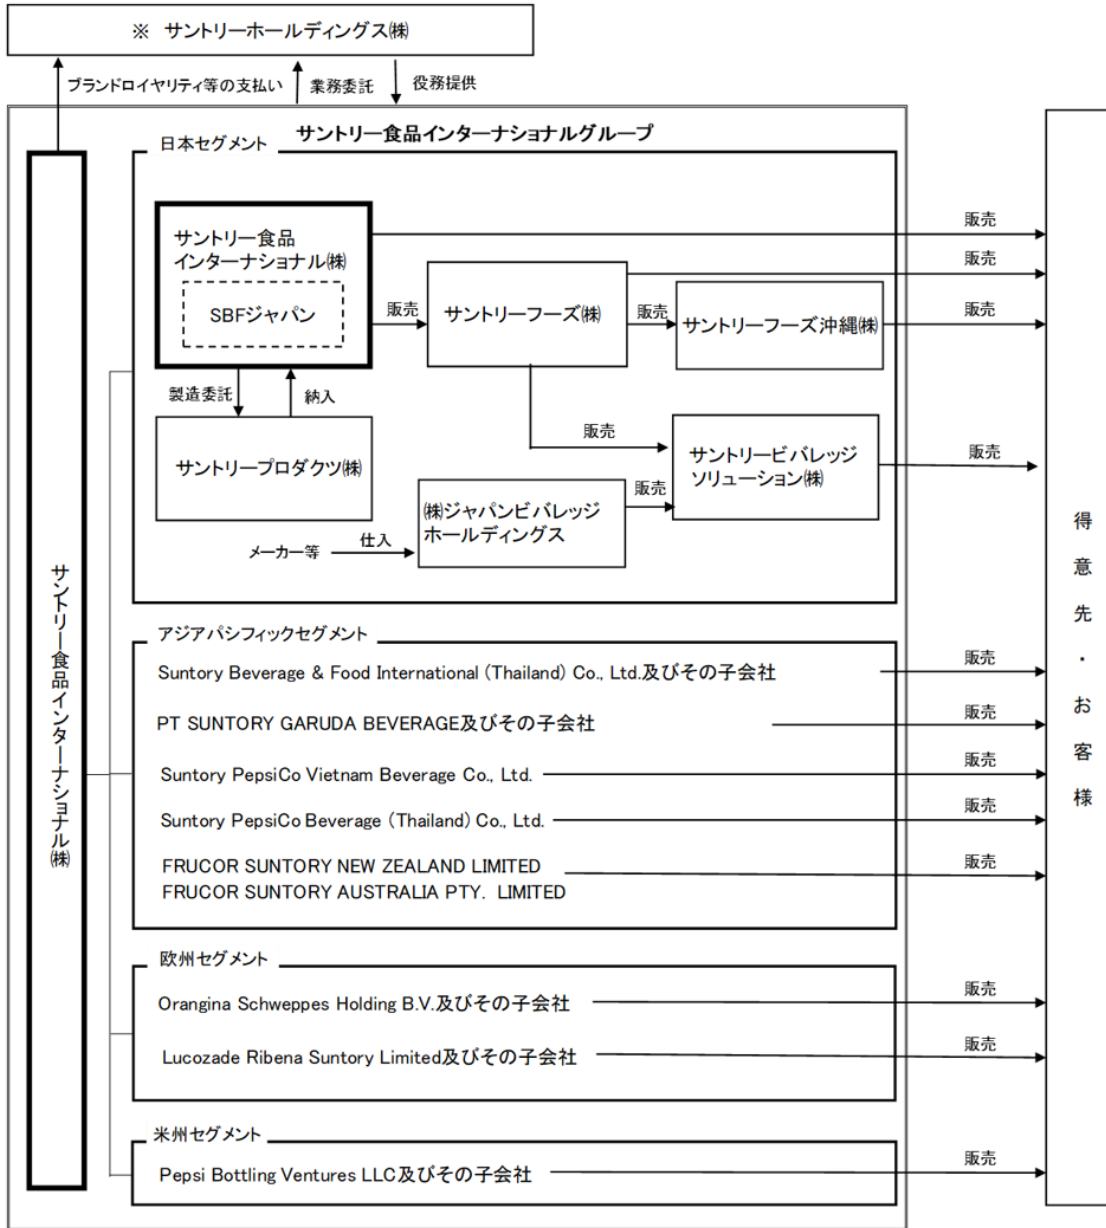 ※ サントリーホールディングス㈱
ブランドロイヤリティ等の支払い
業務委託
役務提供
サントリー食品インターナショナルグループ
日本セグメント
サントリー食品
インターナショナル㈱
SBFジャパン
販売
サントリーフーズ㈱
販売
サントリーフーズ沖縄㈱
販売
販売
販売
製造委託
納入
サントリープロダクツ㈱
販売
サントリービバレッジ
ソリューション㈱
販売
㈱ジャパンビバレッジ
ホールディングス
販売
メーカー等
仕入
サントリー食品インターナショナル㈱
アジアパシフィックセグメント
Suntory Beverage & Food International (Thailand) Co., Ltd.及びその子会社
販売
PT SUNTORY GARUDA BEVERAGE及びその子会社
販売
Suntory PepsiCo Vietnam Beverage Co., Ltd.
販売
Suntory PepsiCo Beverage (Thailand) Co., Ltd.
販売
FRUCOR SUNTORY NEW ZEALAND LIMITED
FRUCOR SUNTORY AUSTRALIA PTY. LIMITED
販売
欧州セグメント
Orangina Schweppes Holding B.V.及びその子会社
販売
Lucozade Ribena Suntory Limited及びその子会社
販売
米州セグメント
Pepsi Bottling Ventures LLC及びその子会社
販売
得意先・お客様